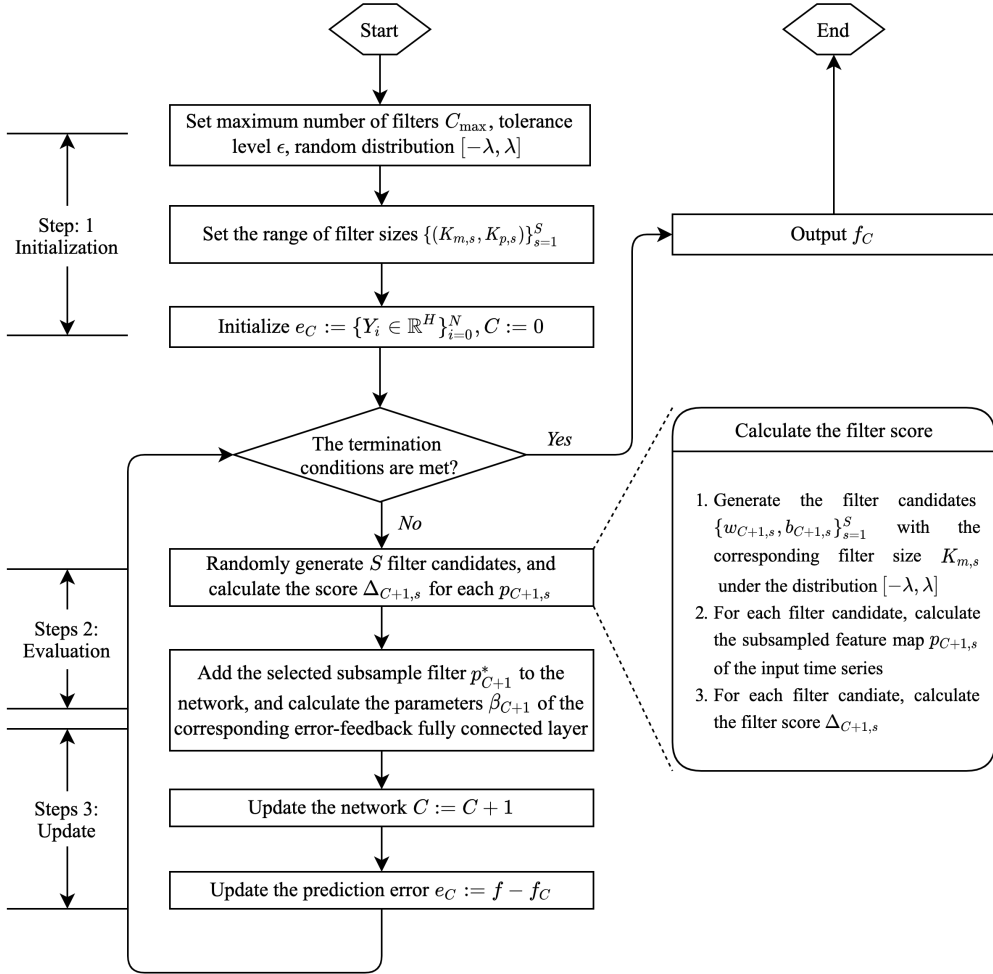 Start
End
Set maximum number of filters C_max, tolerance
level ϵ, random distribution [−λ, λ]
Step: 1
Initialization
Set the range of filter sizes {(K_{m,s}, K_{p,s})}_{s=1}^{S}
Output f_C
Initialize e_C := {Y_i ∈ ℝ^H}_{i=0}^{N}, C := 0
The termination
conditions are met?
Yes
No
Calculate the filter score
1. Generate the filter candidates
{w_{C+1,s}, b_{C+1,s}}_{s=1}^{S} with the
corresponding filter size K_{m,s}
under the distribution [−λ, λ]
2. For each filter candidate, calculate
the subsampled feature map p_{C+1,s}
of the input time series
3. For each filter candiate, calculate
the filter score Δ_{C+1,s}
Randomly generate S filter candidates, and
calculate the score Δ_{C+1,s} for each p_{C+1,s}
Steps 2:
Evaluation
Add the selected subsample filter p*_{C+1} to the
network, and calculate the parameters β_{C+1} of the
corresponding error-feedback fully connected layer
Steps 3:
Update
Update the network C := C + 1
Update the prediction error e_C := f − f_C